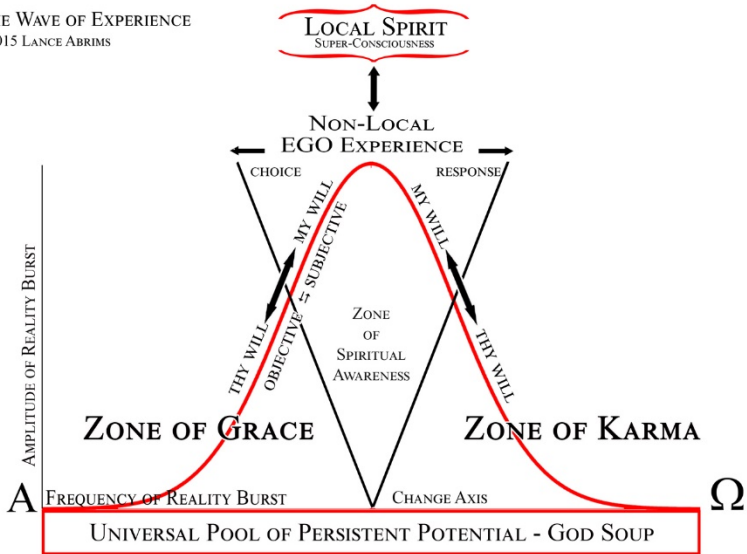 E WAVE OF EXPERIENCE
015 LANCE ABRIMS
LOCAL SPIRIT
SUPER-CONSCIOUSNESS
NON-LOCAL
EGO EXPERIENCE
CHOICE
RESPONSE
MY WILL
MY WILL
THY WILL
OBJECTIVE ⇆ SUBJECTIVE
THY WILL
ZONE
OF
SPIRITUAL
AWARENESS
AMPLITUDE OF REALITY BURST
ZONE OF GRACE
ZONE OF KARMA
A
FREQUENCY OF REALITY BURST
CHANGE AXIS
Ω
UNIVERSAL POOL OF PERSISTENT POTENTIAL - GOD SOUP